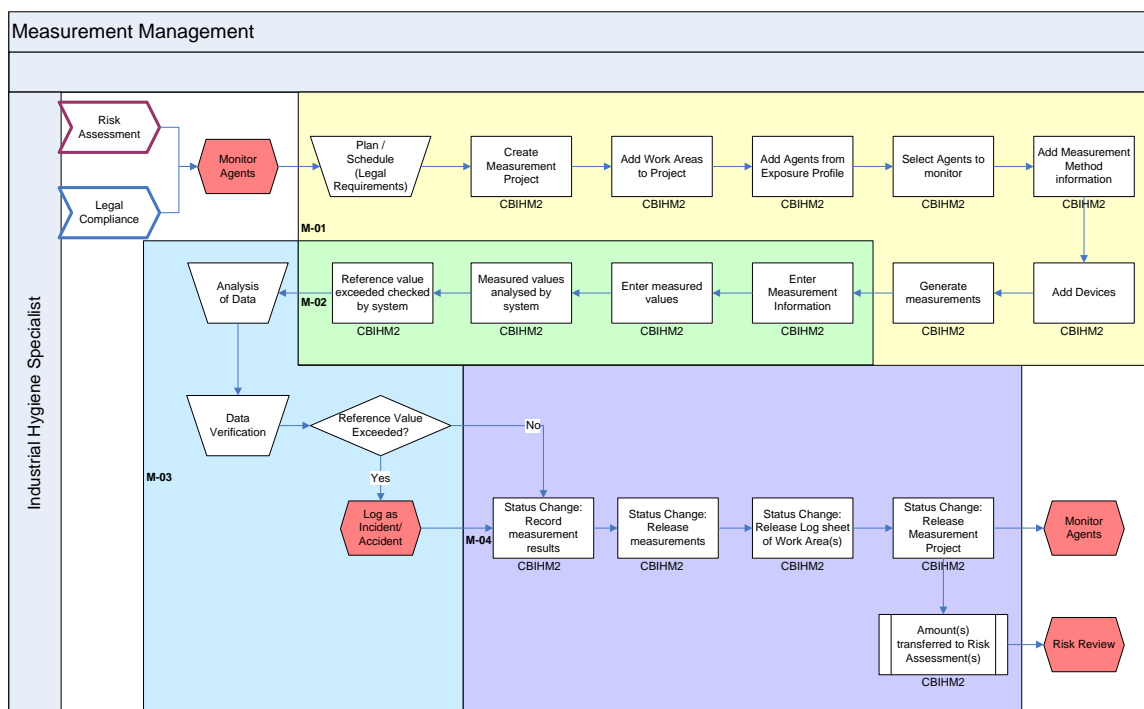 Measurement Management
Industrial Hygiene Specialist
Risk
Assessment
Legal
Compliance
Monitor
Agents
Plan /
Schedule
(Legal
Requirements)
Create
Measurement
Project
CBIHM2
Add Work Areas
to Project
CBIHM2
Add Agents from
Exposure Profile
CBIHM2
Select Agents to
monitor
CBIHM2
Add Measurement
Method
information
CBIHM2
M-01
Add Devices
CBIHM2
Generate
measurements
CBIHM2
Enter
Measurement
Information
CBIHM2
Enter measured
values
CBIHM2
Measured values
analysed by
system
CBIHM2
Reference value
exceeded checked
by system
CBIHM2
M-02
Analysis
of Data
Data
Verification
Reference Value
Exceeded?
No
Yes
M-03
Log as
Incident/
Accident
M-04
Status Change:
Record
measurement
results
CBIHM2
Status Change:
Release
measurements
CBIHM2
Status Change:
Release Log sheet
of Work Area(s)
CBIHM2
Status Change:
Release
Measurement
Project
CBIHM2
Monitor
Agents
Amount(s)
transferred to Risk
Assessment(s)
CBIHM2
Risk Review